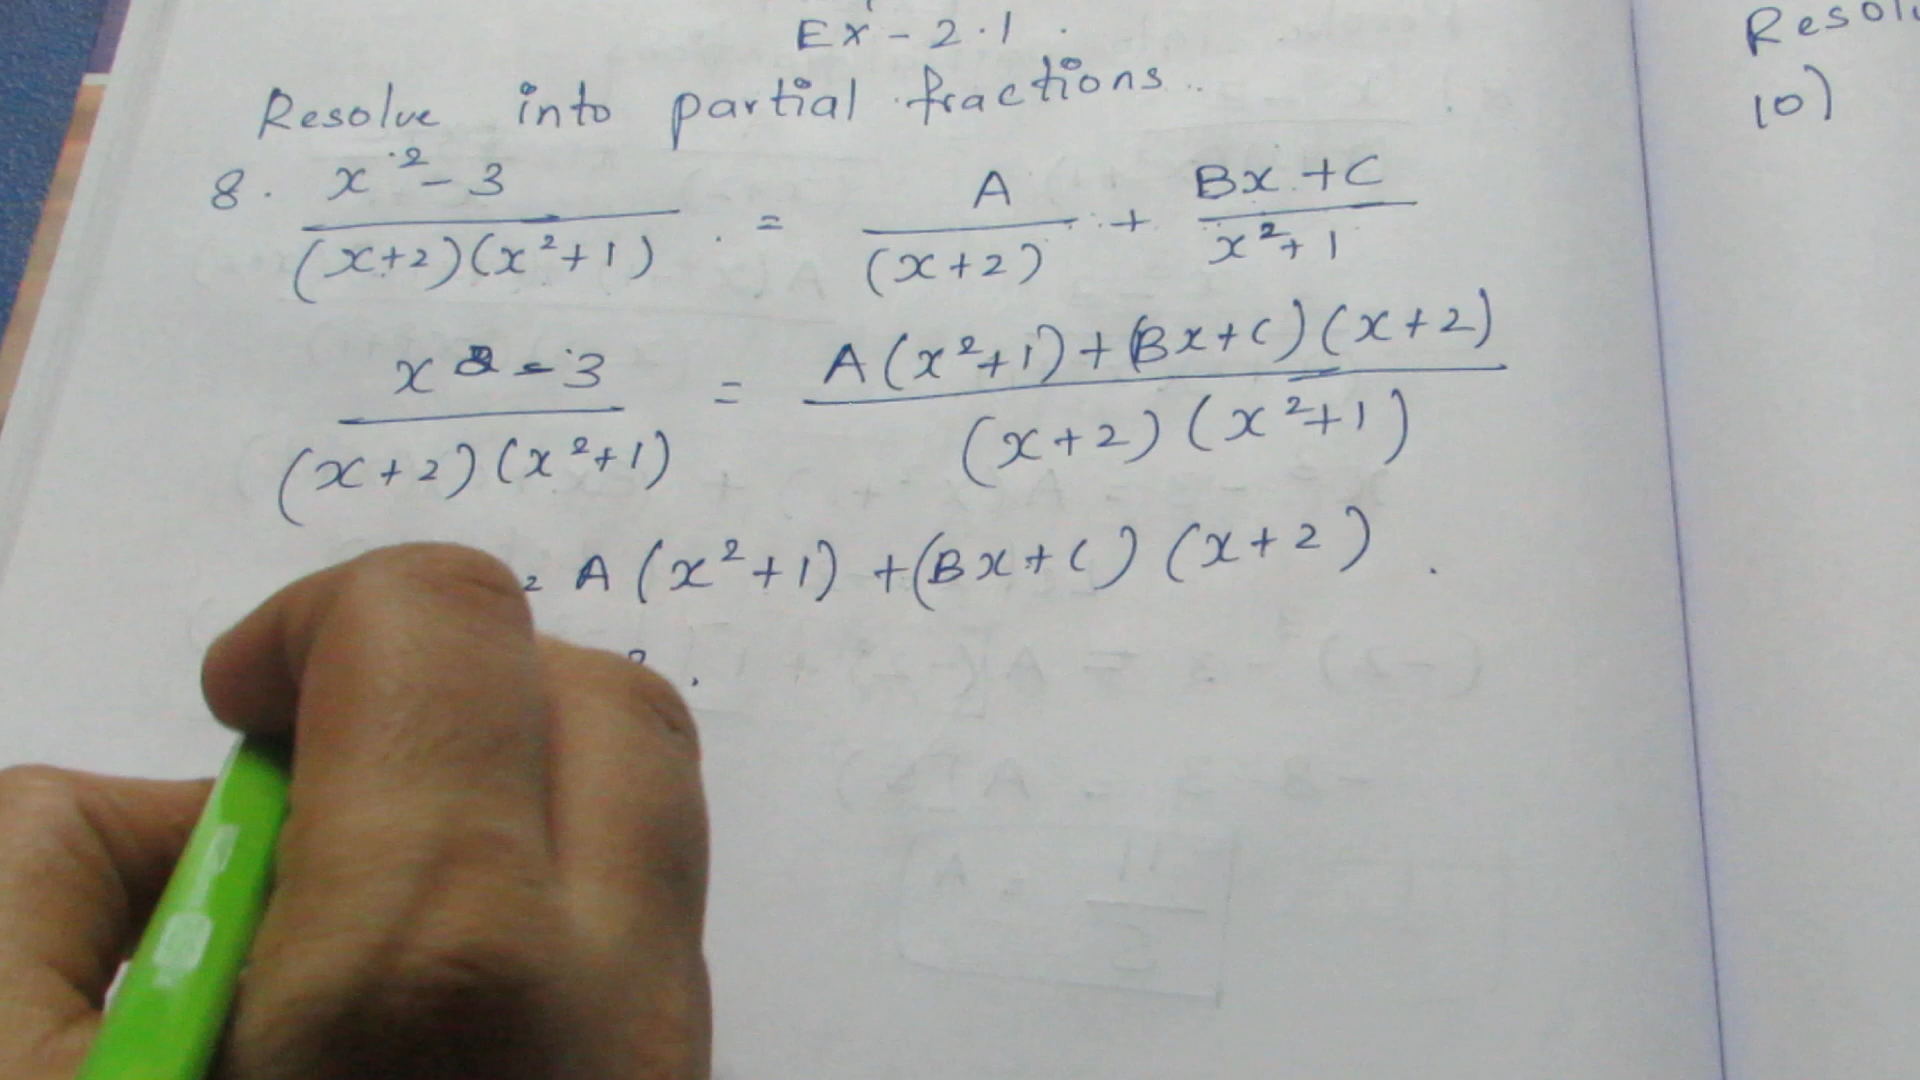 Ex - 2.1
Resolve into partial fractions.
8. x²-3 / (x+2)(x²+1) = A / (x+2) + Bx+C / x²+1
x²-3 / (x+2)(x²+1) = A(x²+1)+(Bx+C)(x+2) / (x+2)(x²+1)
= A(x²+1)+(Bx+C)(x+2).
10)